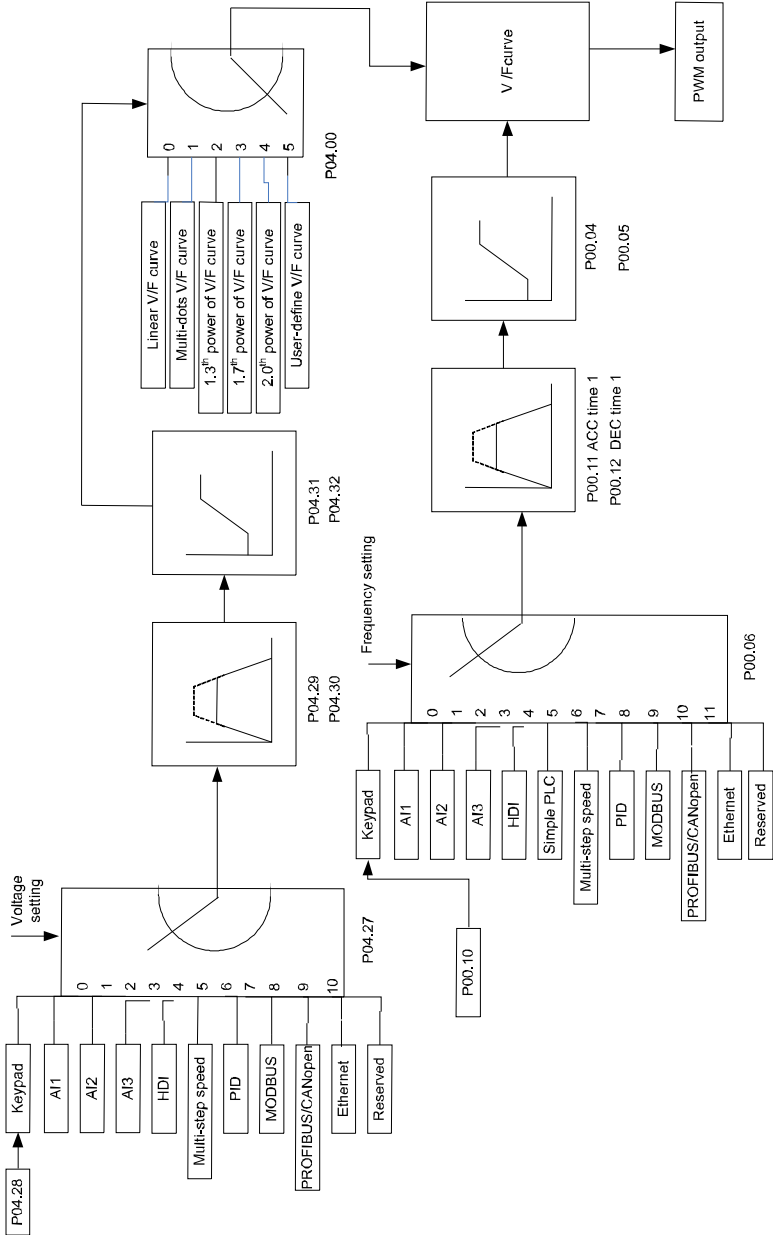 P04.28
Keypad
AI1
AI2
AI3
HDI
Multi-step speed
PID
MODBUS
PROFIBUS/CANopen
Ethernet
Reserved
Voltage
setting
0
1
2
3
4
5
6
7
8
9
10
P04.27
P04.29
P04.30
P04.31
P04.32
Linear V/F curve
Multi-dots V/F curve
1.3th power of V/F curve
1.7th power of V/F curve
2.0th power of V/F curve
User-define V/F curve
0
1
2
3
4
5
P04.00
P00.10
Keypad
AI1
AI2
AI3
HDI
Simple PLC
Multi-step speed
PID
MODBUS
PROFIBUS/CANopen
Ethernet
Reserved
Frequency setting
0
1
2
3
4
5
6
7
8
9
10
11
P00.06
P00.11 ACC time 1
P00.12 DEC time 1
P00.04
P00.05
V /Fcurve
PWM output